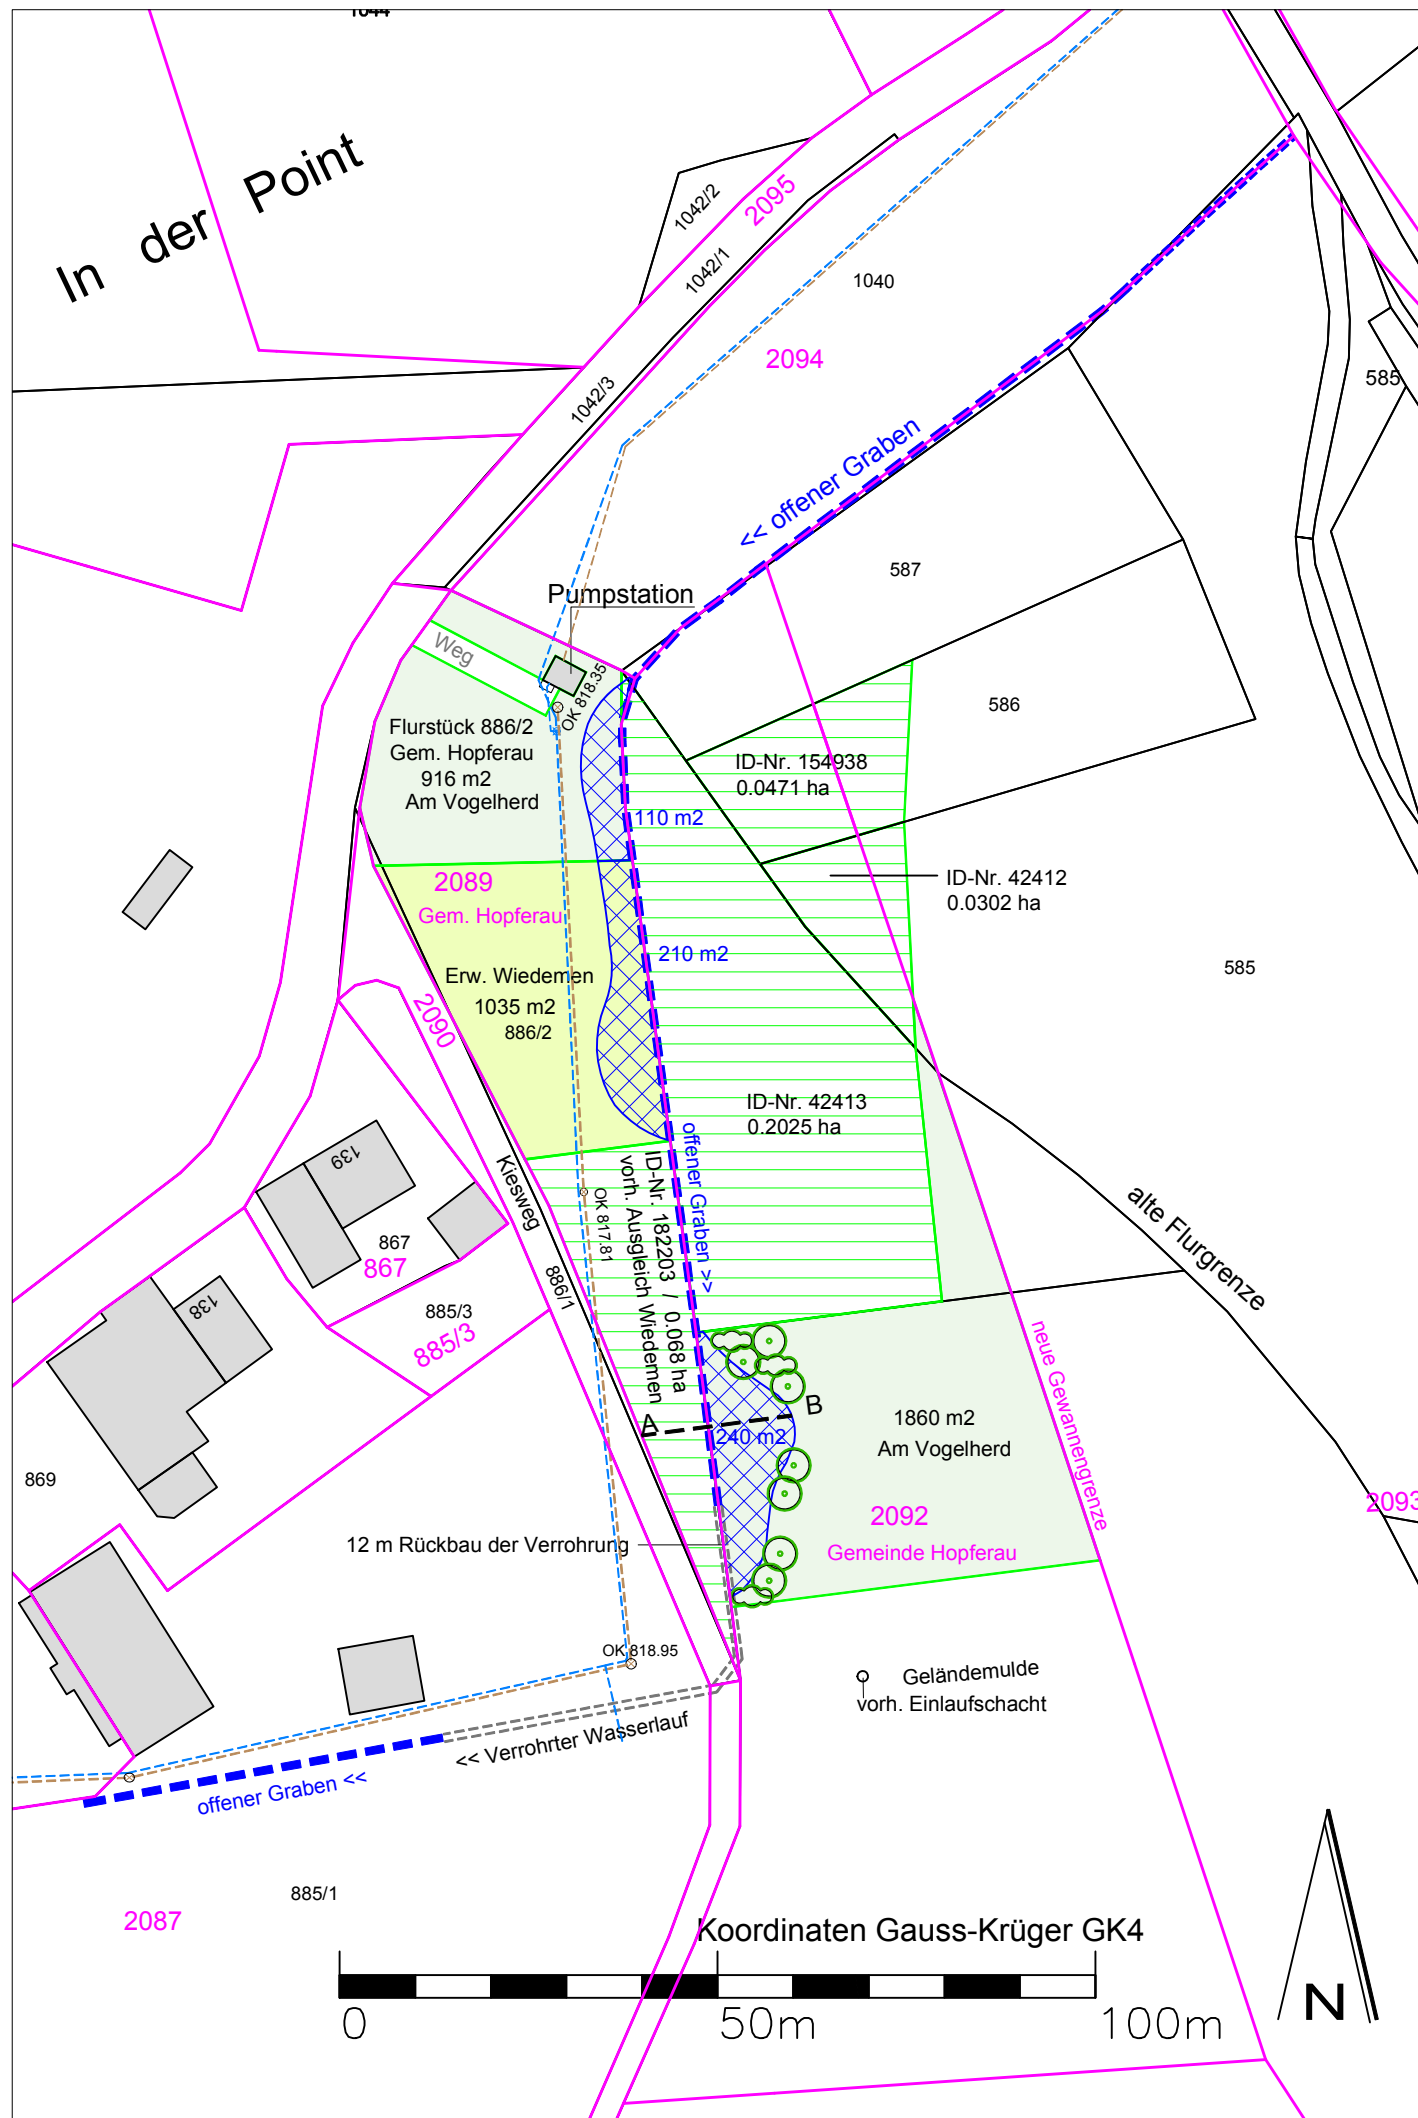 1044
In der Point
1042/2
2095
1042/1
1040
2094
1042/3
585
<< offener Graben
587
Pumpstation
Weg
OK 818.35
586
Flurstück 886/2
Gem. Hopferau
916 m2
Am Vogelherd
ID-Nr. 154938
0.0471 ha
110 m2
2089
Gem. Hopferau
ID-Nr. 42412
0.0302 ha
210 m2
585
Erw. Wiedemen
1035 m2
886/2
2090
ID-Nr. 42413
0.2025 ha
offener Graben >>
139
Kiesweg
ID-Nr. 182203 / 0.068 ha
vorh. Ausgleich Wiedemen
OK 817.81
alte Flurgrenze
867
867
886/1
138
885/3
885/3
neue Gewannengrenze
A
B
240 m2
1860 m2
Am Vogelherd
869
2093
2092
Gemeinde Hopferau
12 m Rückbau der Verrohrung
OK 818.95
Geländemulde
vorh. Einlaufschacht
<< Verrohrter Wasserlauf
offener Graben <<
885/1
2087
Koordinaten Gauss-Krüger GK4
0
50m
100m
N